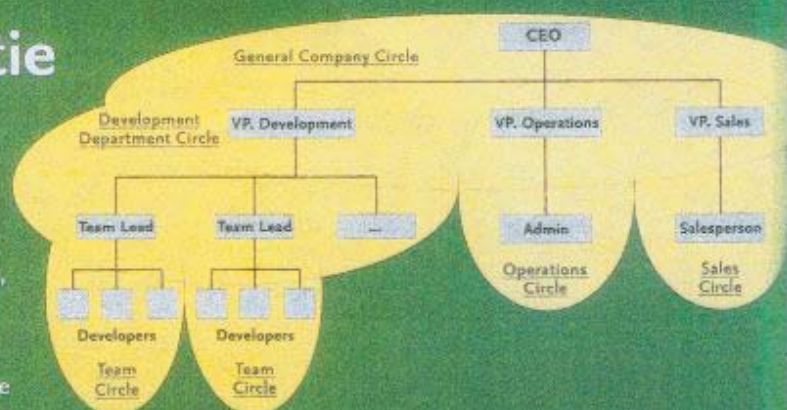 tie
CEO
General Company Circle
Development
Department Circle
VP. Development
VP. Operations
VP. Sales
Team Lead
Team Lead
...
Admin
Salesperson
Operations
Circle
Sales
Circle
Developers
Developers
Team
Circle
Team
Circle
e